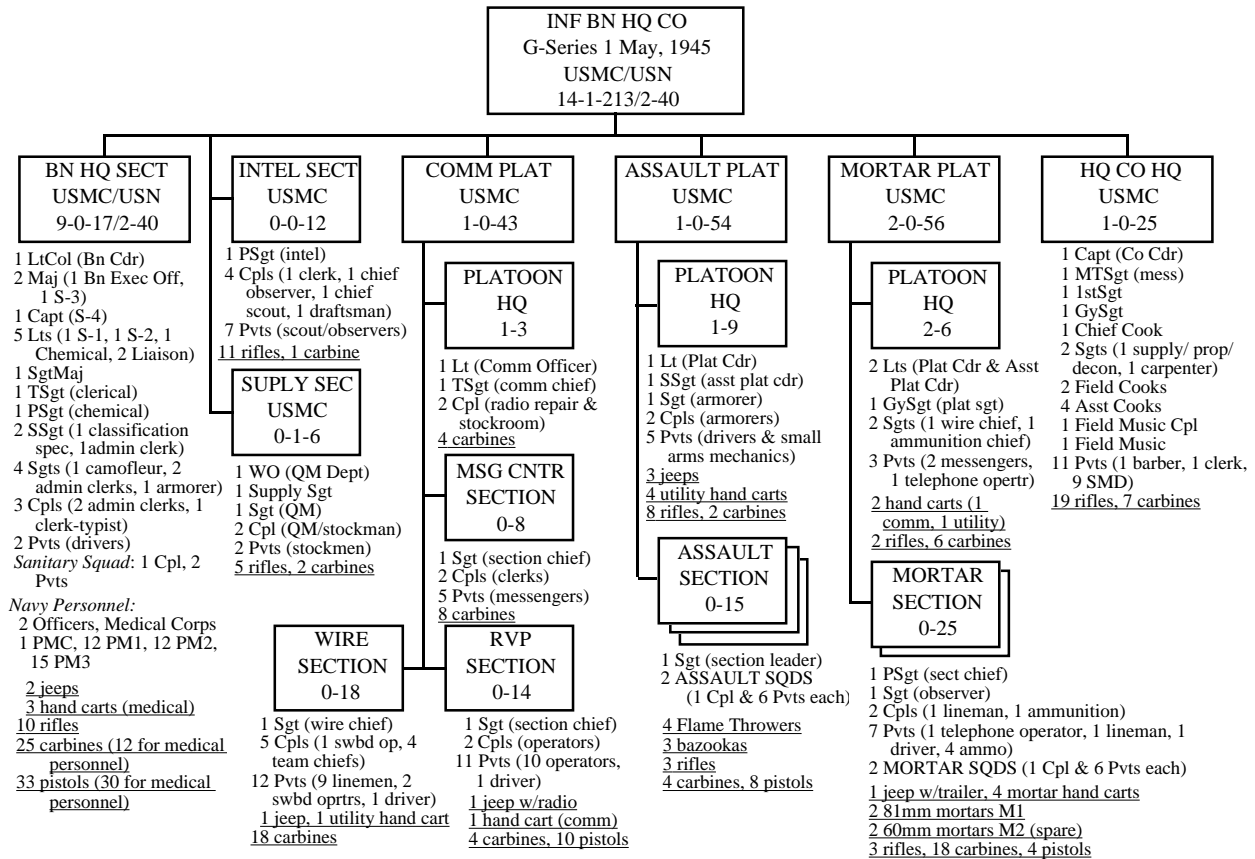 INF BN HQ CO
G-Series 1 May, 1945
USMC/USN
14-1-213/2-40
BN HQ SECT
USMC/USN
9-0-17/2-40
1 LtCol (Bn Cdr)
2 Maj (1 Bn Exec Off,
1 S-3)
1 Capt (S-4)
5 Lts (1 S-1, 1 S-2, 1
Chemical, 2 Liaison)
1 SgtMaj
1 TSgt (clerical)
1 PSgt (chemical)
2 SSgt (1 classification
spec, 1admin clerk)
4 Sgts (1 camofleur, 2
admin clerks, 1 armorer)
3 Cpls (2 admin clerks, 1
clerk-typist)
2 Pvts (drivers)
Sanitary Squad: 1 Cpl, 2
Pvts
Navy Personnel:
2 Officers, Medical Corps
1 PMC, 12 PM1, 12 PM2,
15 PM3
2 jeeps
3 hand carts (medical)
10 rifles
25 carbines (12 for medical
personnel)
33 pistols (30 for medical
personnel)
INTEL SECT
USMC
0-0-12
1 PSgt (intel)
4 Cpls (1 clerk, 1 chief
observer, 1 chief
scout, 1 draftsman)
7 Pvts (scout/observers)
11 rifles, 1 carbine
SUPLY SEC
USMC
0-1-6
1 WO (QM Dept)
1 Supply Sgt
1 Sgt (QM)
2 Cpl (QM/stockman)
2 Pvts (stockmen)
5 rifles, 2 carbines
COMM PLAT
USMC
1-0-43
PLATOON
HQ
1-3
1 Lt (Comm Officer)
1 TSgt (comm chief)
2 Cpl (radio repair &
stockroom)
4 carbines
MSG CNTR
SECTION
0-8
1 Sgt (section chief)
2 Cpls (clerks)
5 Pvts (messengers)
8 carbines
WIRE
SECTION
0-18
1 Sgt (wire chief)
5 Cpls (1 swbd op, 4
team chiefs)
12 Pvts (9 linemen, 2
swbd oprtrs, 1 driver)
1 jeep, 1 utility hand cart
18 carbines
RVP
SECTION
0-14
1 Sgt (section chief)
2 Cpls (operators)
11 Pvts (10 operators,
1 driver)
1 jeep w/radio
1 hand cart (comm)
4 carbines, 10 pistols
ASSAULT PLAT
USMC
1-0-54
PLATOON
HQ
1-9
1 Lt (Plat Cdr)
1 SSgt (asst plat cdr)
1 Sgt (armorer)
2 Cpls (armorers)
5 Pvts (drivers & small
arms mechanics)
3 jeeps
4 utility hand carts
8 rifles, 2 carbines
ASSAULT
SECTION
0-15
1 Sgt (section leader)
2 ASSAULT SQDS
(1 Cpl & 6 Pvts each)
4 Flame Throwers
3 bazookas
3 rifles
4 carbines, 8 pistols
MORTAR PLAT
USMC
2-0-56
PLATOON
HQ
2-6
2 Lts (Plat Cdr & Asst
Plat Cdr)
1 GySgt (plat sgt)
2 Sgts (1 wire chief, 1
ammunition chief)
3 Pvts (2 messengers,
1 telephone opertr)
2 hand carts (1
comm, 1 utility)
2 rifles, 6 carbines
MORTAR
SECTION
0-25
1 PSgt (sect chief)
1 Sgt (observer)
2 Cpls (1 lineman, 1 ammunition)
7 Pvts (1 telephone operator, 1 lineman, 1
driver, 4 ammo)
2 MORTAR SQDS (1 Cpl & 6 Pvts each)
1 jeep w/trailer, 4 mortar hand carts
2 81mm mortars M1
2 60mm mortars M2 (spare)
3 rifles, 18 carbines, 4 pistols
HQ CO HQ
USMC
1-0-25
1 Capt (Co Cdr)
1 MTSgt (mess)
1 1stSgt
1 GySgt
1 Chief Cook
2 Sgts (1 supply/ prop/
decon, 1 carpenter)
2 Field Cooks
4 Asst Cooks
1 Field Music Cpl
1 Field Music
11 Pvts (1 barber, 1 clerk,
9 SMD)
19 rifles, 7 carbines